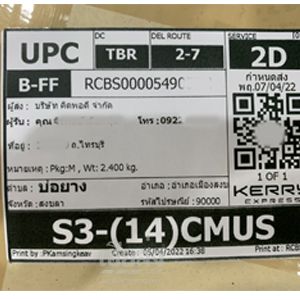 DC DEL ROUTE SERVICE
UPC TBR 2-7 2D
B-FF RCBS0000549 กำหนดส่ง
พฤ.07/04/22
ผู้ส่ง : บริษัท คิดพอดี จำกัด
ผู้รับ : คุณ โทร : 092
ที่อยู่ : ถ.ไทรบุรี
หมายเหตุ : Pkg:M , Wt: 2.400 kg.
1 OF 1
ตำบล : บ่อยาง อำเภอ : อำเภอเมืองสงข
จังหวัด : สงขลา รหัสไปรษณีย์ : 90000
KERRY
EXPRESS
S3-(14)CMUS
Print by : PKamsingkeaw Create : 05/04/2022 16:38 Print at : RCBS